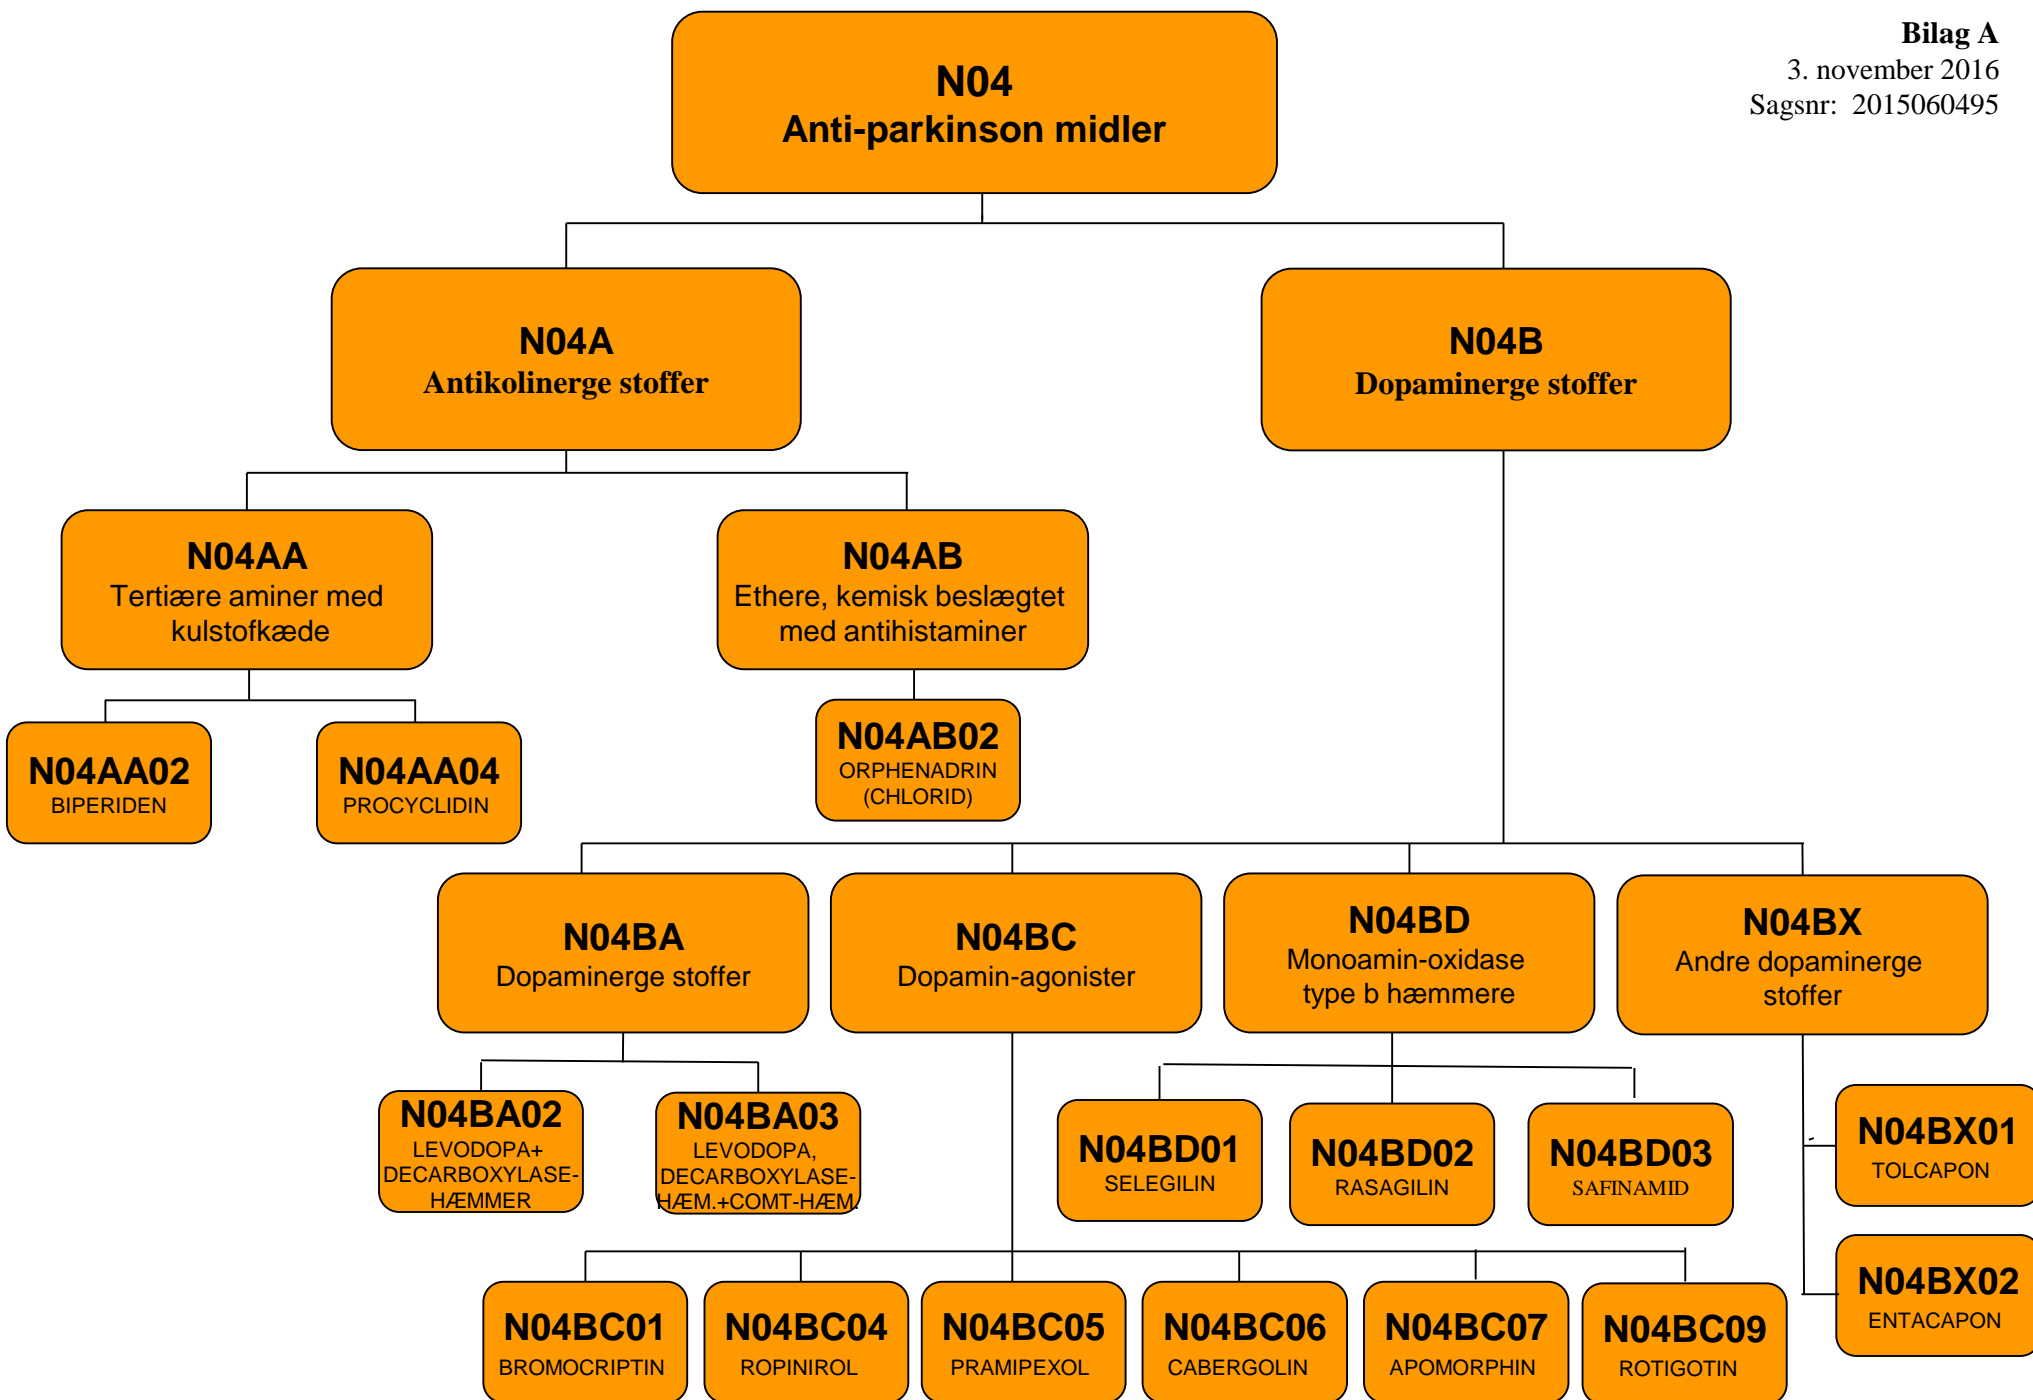 Bilag A
3. november 2016
Sagsnr: 2015060495
N04
Anti-parkinson midler
N04A
Antikolinerge stoffer
N04B
Dopaminerge stoffer
N04AA
Tertiære aminer med
kulstofkæde
N04AB
Ethere, kemisk beslægtet
med antihistaminer
N04AA02
BIPERIDEN
N04AA04
PROCYCLIDIN
N04AB02
ORPHENADRIN
(CHLORID)
N04BA
Dopaminerge stoffer
N04BC
Dopamin-agonister
N04BD
Monoamin-oxidase
type b hæmmere
N04BX
Andre dopaminerge
stoffer
N04BA02
LEVODOPA+
DECARBOXYLASE-
HÆMMER
N04BA03
LEVODOPA,
DECARBOXYLASE-
HÆM.+COMT-HÆM.
N04BD01
SELEGILIN
N04BD02
RASAGILIN
N04BD03
SAFINAMID
N04BX01
TOLCAPON
N04BX02
ENTACAPON
N04BC01
BROMOCRIPTIN
N04BC04
ROPINIROL
N04BC05
PRAMIPEXOL
N04BC06
CABERGOLIN
N04BC07
APOMORPHIN
N04BC09
ROTIGOTIN